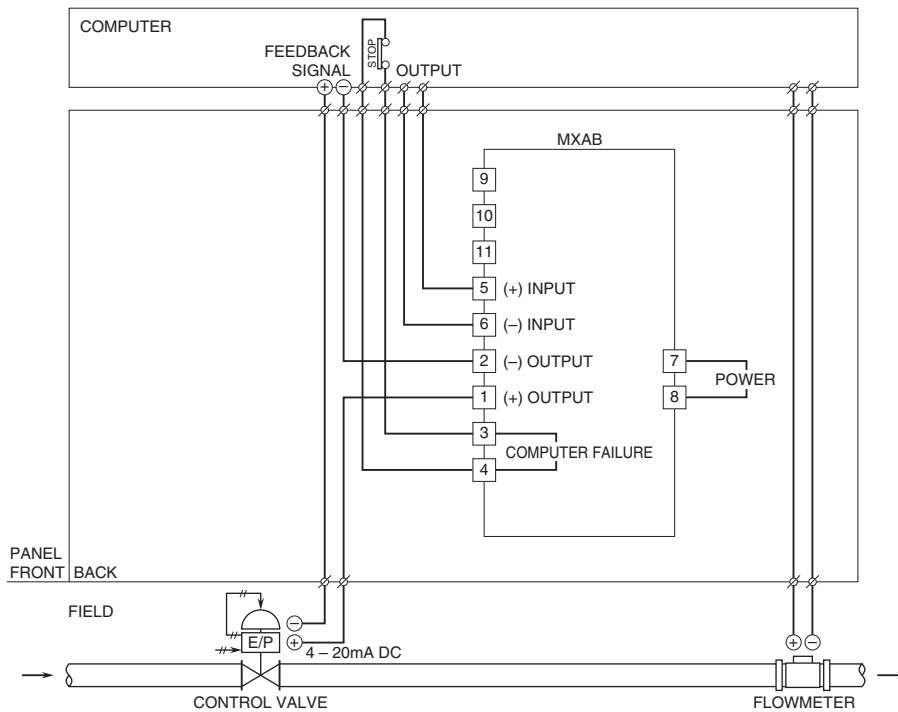 COMPUTER
FEEDBACK
SIGNAL
+
−
STOP
OUTPUT
MXAB
9
10
11
5 (+) INPUT
6 (–) INPUT
2 (–) OUTPUT
1 (+) OUTPUT
3
4
COMPUTER FAILURE
7
8
POWER
PANEL
FRONT BACK
FIELD
−
E/P
+
4 – 20mA DC
+
−
CONTROL VALVE
FLOWMETER